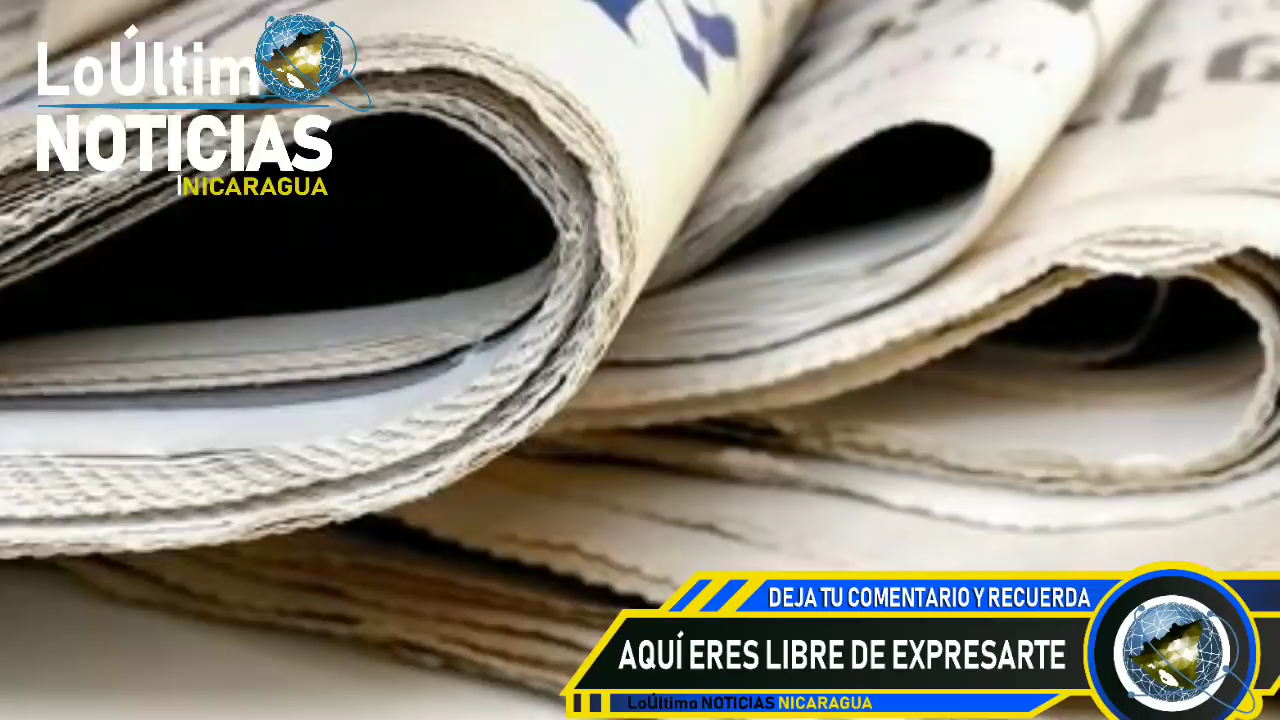 LoÚltimo
NOTICIAS
NICARAGUA
DEJA TU COMENTARIO Y RECUERDA
AQUÍ ERES LIBRE DE EXPRESARTE
LoÚltimo NOTICIAS NICARAGUA